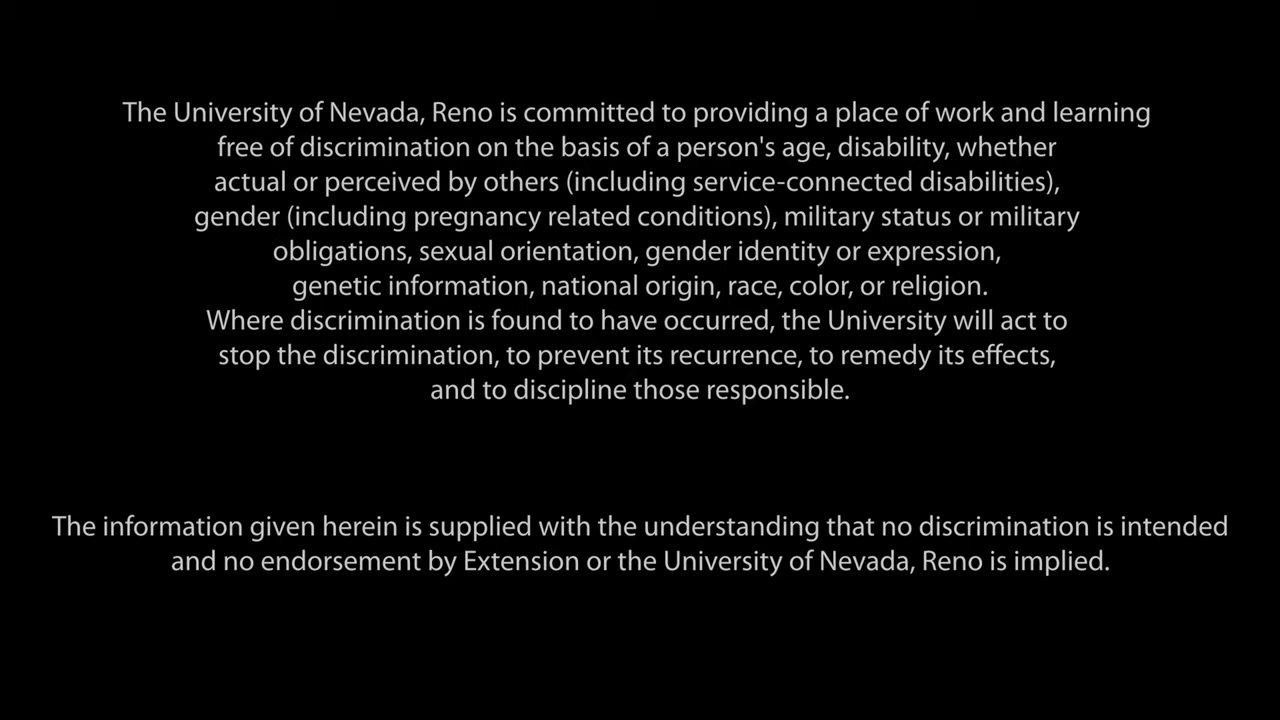 The University of Nevada, Reno is committed to providing a place of work and learning
free of discrimination on the basis of a person's age, disability, whether
actual or perceived by others (including service-connected disabilities),
gender (including pregnancy related conditions), military status or military
obligations, sexual orientation, gender identity or expression,
genetic information, national origin, race, color, or religion.
Where discrimination is found to have occurred, the University will act to
stop the discrimination, to prevent its recurrence, to remedy its effects,
and to discipline those responsible.
The information given herein is supplied with the understanding that no discrimination is intended
and no endorsement by Extension or the University of Nevada, Reno is implied.